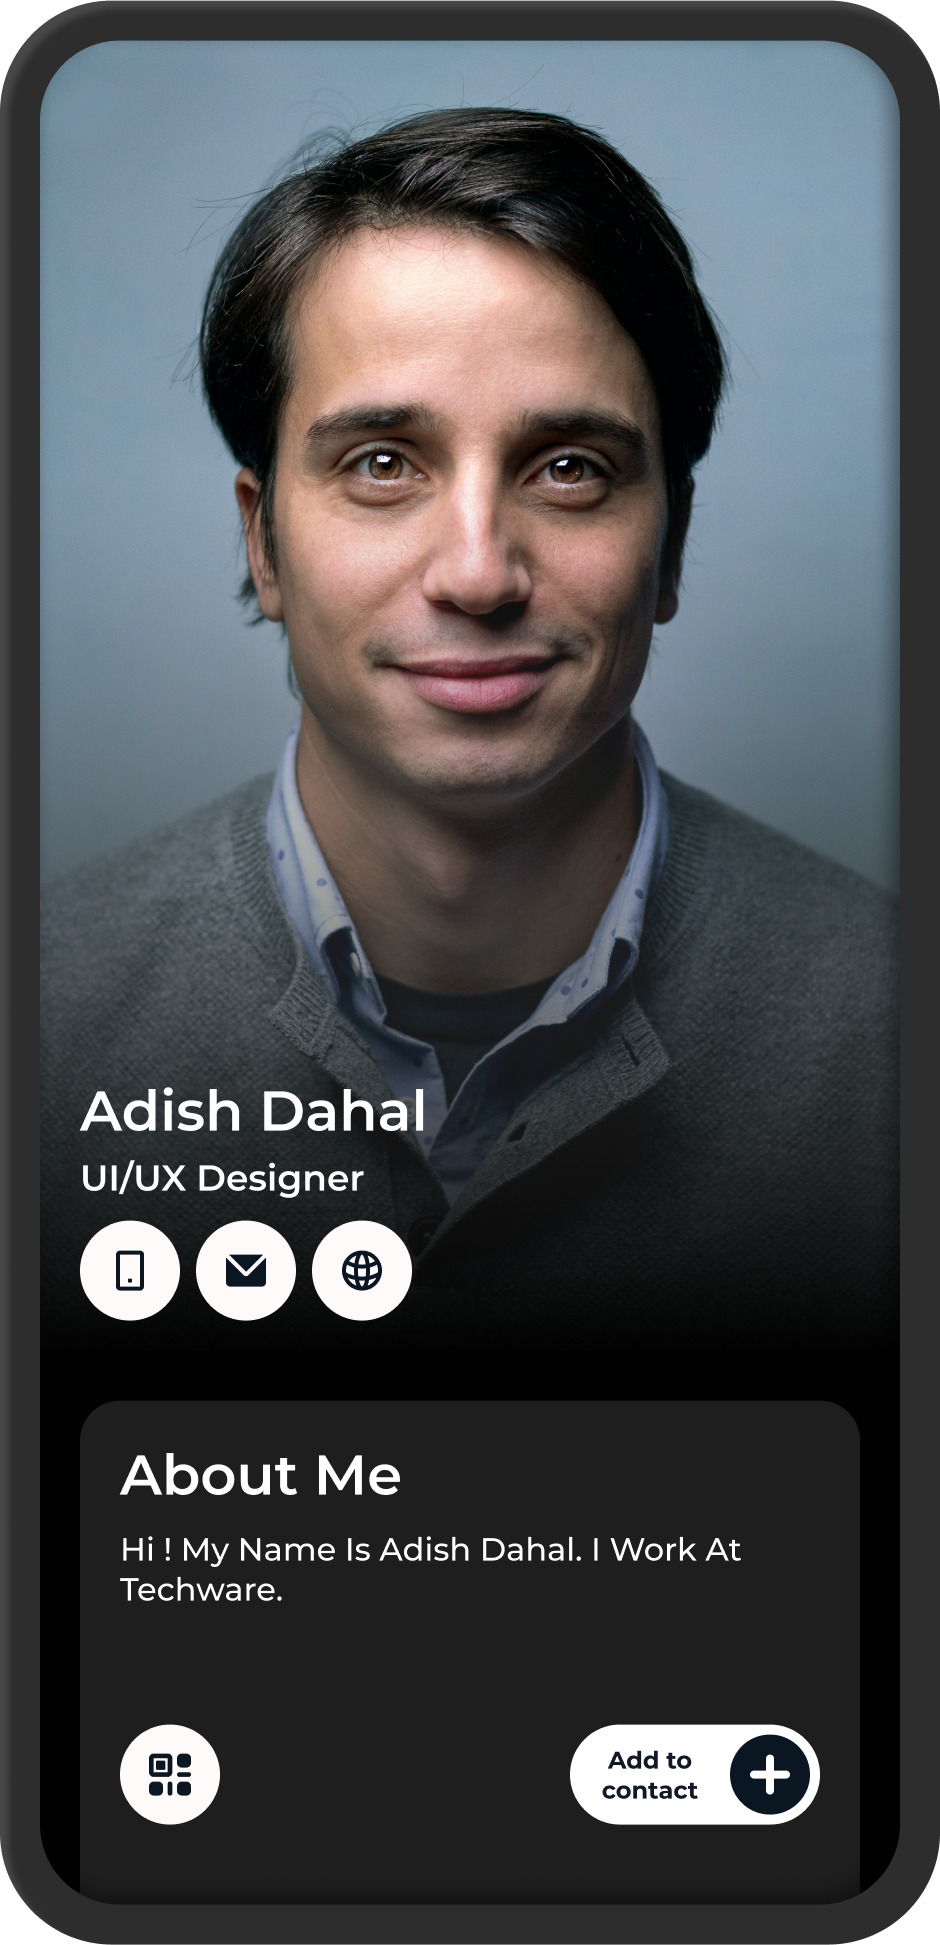 Adish Dahal
UI/UX Designer
About Me
Hi ! My Name Is Adish Dahal. I Work At
Techware.
Add to
contact